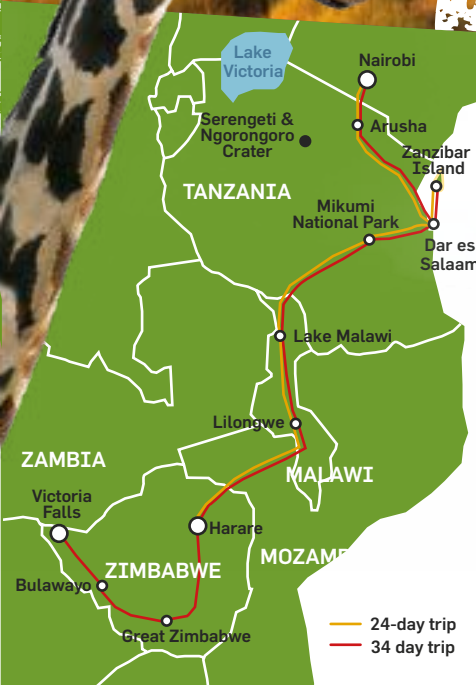 Lake
Victoria
Nairobi
Arusha
Serengeti &
Ngorongoro
Crater
Zanzibar
Island
TANZANIA
Mikumi
National Park
Dar es
Salaam
Lake Malawi
Lilongwe
ZAMBIA
MALAWI
Victoria
Falls
Harare
ZIMBABWE
MOZAMB
Bulawayo
Great Zimbabwe
24-day trip
34 day trip